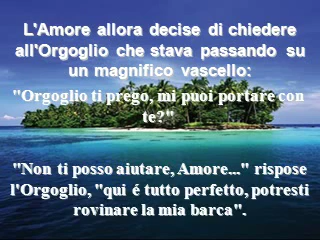 L'Amore allora decise di chiedere
all'Orgoglio che stava passando su
un magnifico vascello:
"Orgoglio ti prego, mi puoi portare con
te?"
"Non ti posso aiutare, Amore..." rispose
l'Orgoglio, "qui é tutto perfetto, potresti
rovinare la mia barca".